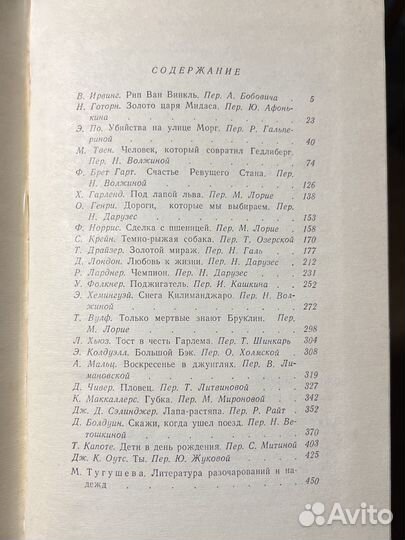 СОДЕРЖАНИЕ
В. Ирвинг. Рип Ван Винкль. Пер. А. Бобовича . 5
Н. Готорн. Золото царя Мидаса. Пер. Ю. Афонь-
кина . . . . . . . . . . 23
Э. По. Убийства на улице Морг. Пер. Р. Гальпе-
риной . . . . . . . . . . 40
М. Твен. Человек, который совратил Гедлиберг.
Пер. Н. Волжиной . . . . . . . 74
Ф. Брет Гарт. Счастье Ревущего Стана. Пер.
Н. Волжиной . . . . . . . . 126
Х. Гарленд. Под лапой льва. Пер. М. Лорие . 138
О. Генри. Дороги, которые мы выбираем. Пер.
Н. Дарузес . . . . . . . . 153
Ф. Норрис. Сделка с пшеницей. Пер. М. Лорие . 158
С. Крейн. Темно-рыжая собака. Пер. Т. Озерской 170
Т. Драйзер. Золотой мираж. Пер. Н. Галь . 177
Д. Лондон. Любовь к жизни. Пер. Н. Дарузес . 212
Р. Ларднер. Чемпион. Пер. Н. Дарузес . . 231
У. Фолкнер. Поджигатель. Пер. И. Кашкина . 252
Э. Хемингуэй. Снега Килиманджаро. Пер. Н. Вол-
жиной . . . . . . . . . 272
Т. Вулф. Только мертвые знают Бруклин. Пер.
М. Лорие . . . . . . . . 298
Л. Хьюз. Тост в честь Гарлема. Пер. Т. Шинкарь 304
Э. Колдуэлл. Большой Бэк. Пер. О. Холмской . 308
А. Мальц. Воскресенье в джунглях. Пер. В. Ли-
мановской . . . . . . . . 319
Д. Чивер. Пловец. Пер. Т. Литвиновой . . 327
К. Маккаллерс. Губка. Пер. М. Мироновой . 342
Дж. Д. Сэлинджер. Лапа-растяпа. Пер. Р. Райт . 352
Д. Болдуин. Скажи, когда ушел поезд. Пер. Н. Ве-
тошкиной . . . . . . . . 370
Т. Капоте. Дети в день рождения. Пер. С. Митиной 403
Дж. К. Оутс. Ты. Пер. Ю. Жуковой . . . 425
М. Тугушева. Литература разочарований и на-
дежд . . . . . . . . . 450
Avito